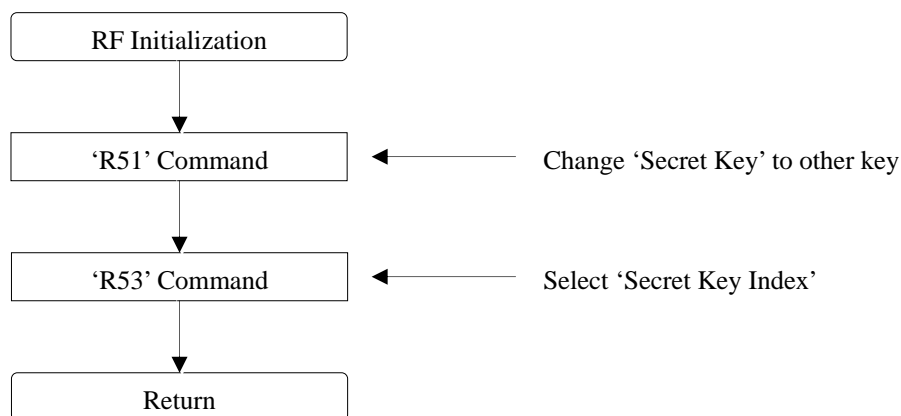 RF Initialization
‘R51’ Command
Change ‘Secret Key’ to other key
‘R53’ Command
Select ‘Secret Key Index’
Return